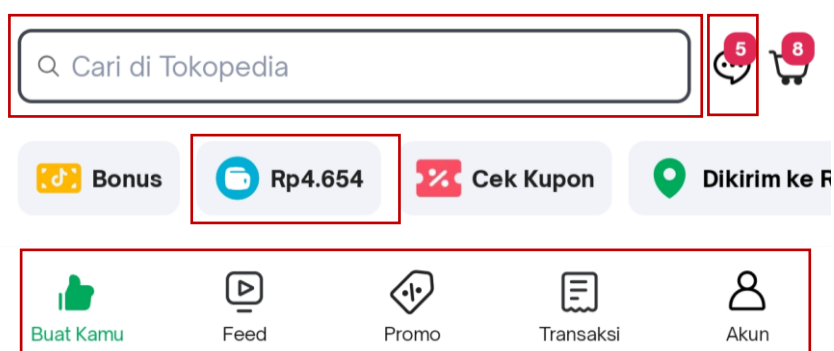 Cari di Tokopedia 5 8
Bonus Rp4.654 Cek Kupon Dikirim ke R
Buat Kamu Feed Promo Transaksi Akun